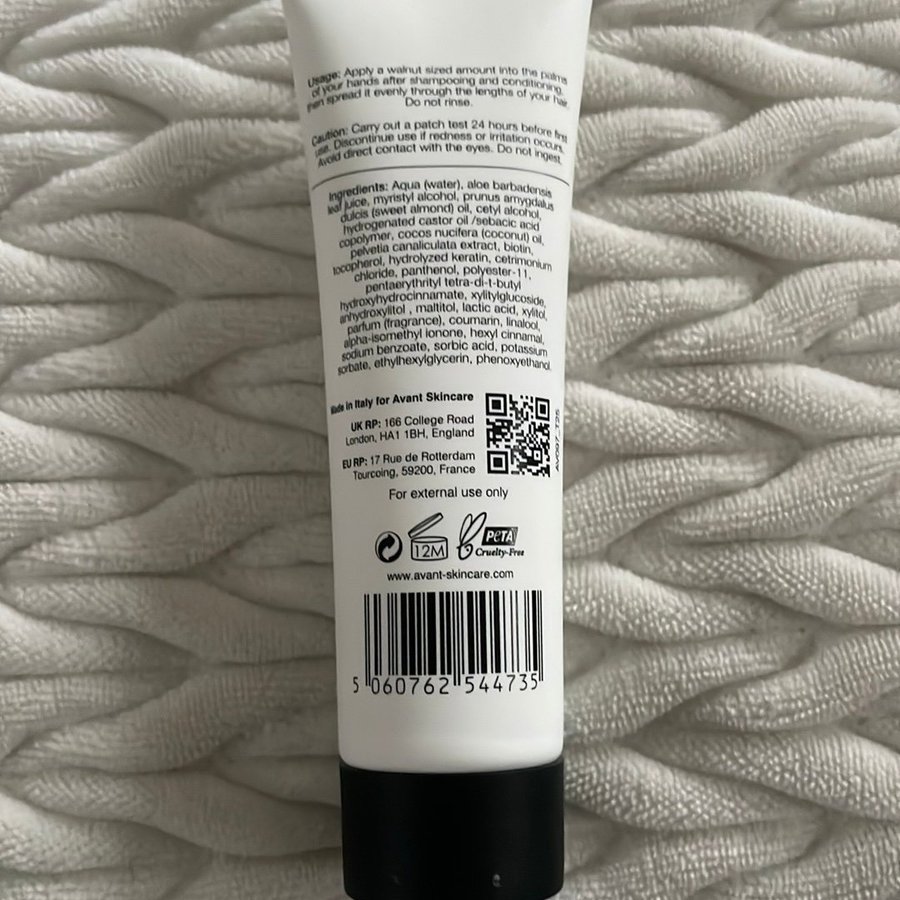 Usage: Apply a walnut sized amount into the palms
of your hands after shampooing and conditioning,
then spread it evenly through the lengths of your hair.
Do not rinse.
Caution: Carry out a patch test 24 hours before first
use. Discontinue use if redness or irritation occurs.
Avoid direct contact with the eyes. Do not ingest.
Ingredients: Aqua (water), aloe barbadensis
leaf juice, myristyl alcohol, prunus amygdalus
dulcis (sweet almond) oil, cetyl alcohol,
hydrogenated castor oil /sebacic acid
copolymer, cocos nucifera (coconut) oil,
pelvetia canaliculata extract, biotin,
tocopherol, hydrolyzed keratin, cetrimonium
chloride, panthenol, polyester-11,
pentaerythrityl tetra-di-t-butyl
hydroxyhydrocinnamate, xylitylglucoside,
anhydroxylitol , maltitol, lactic acid, xylitol,
parfum (fragrance), coumarin, linalool,
alpha-isomethyl ionone, hexyl cinnamal,
sodium benzoate, sorbic acid, potassium
sorbate, ethylhexylglycerin, phenoxyethanol.
Made in Italy for Avant Skincare
UK RP: 166 College Road
London, HA1 1BH, England
EU RP: 17 Rue de Rotterdam
Tourcoing, 59200, France
AV097_T25
For external use only
12M
PETA
Cruelty-Free
www.avant-skincare.com
5 060762 544735